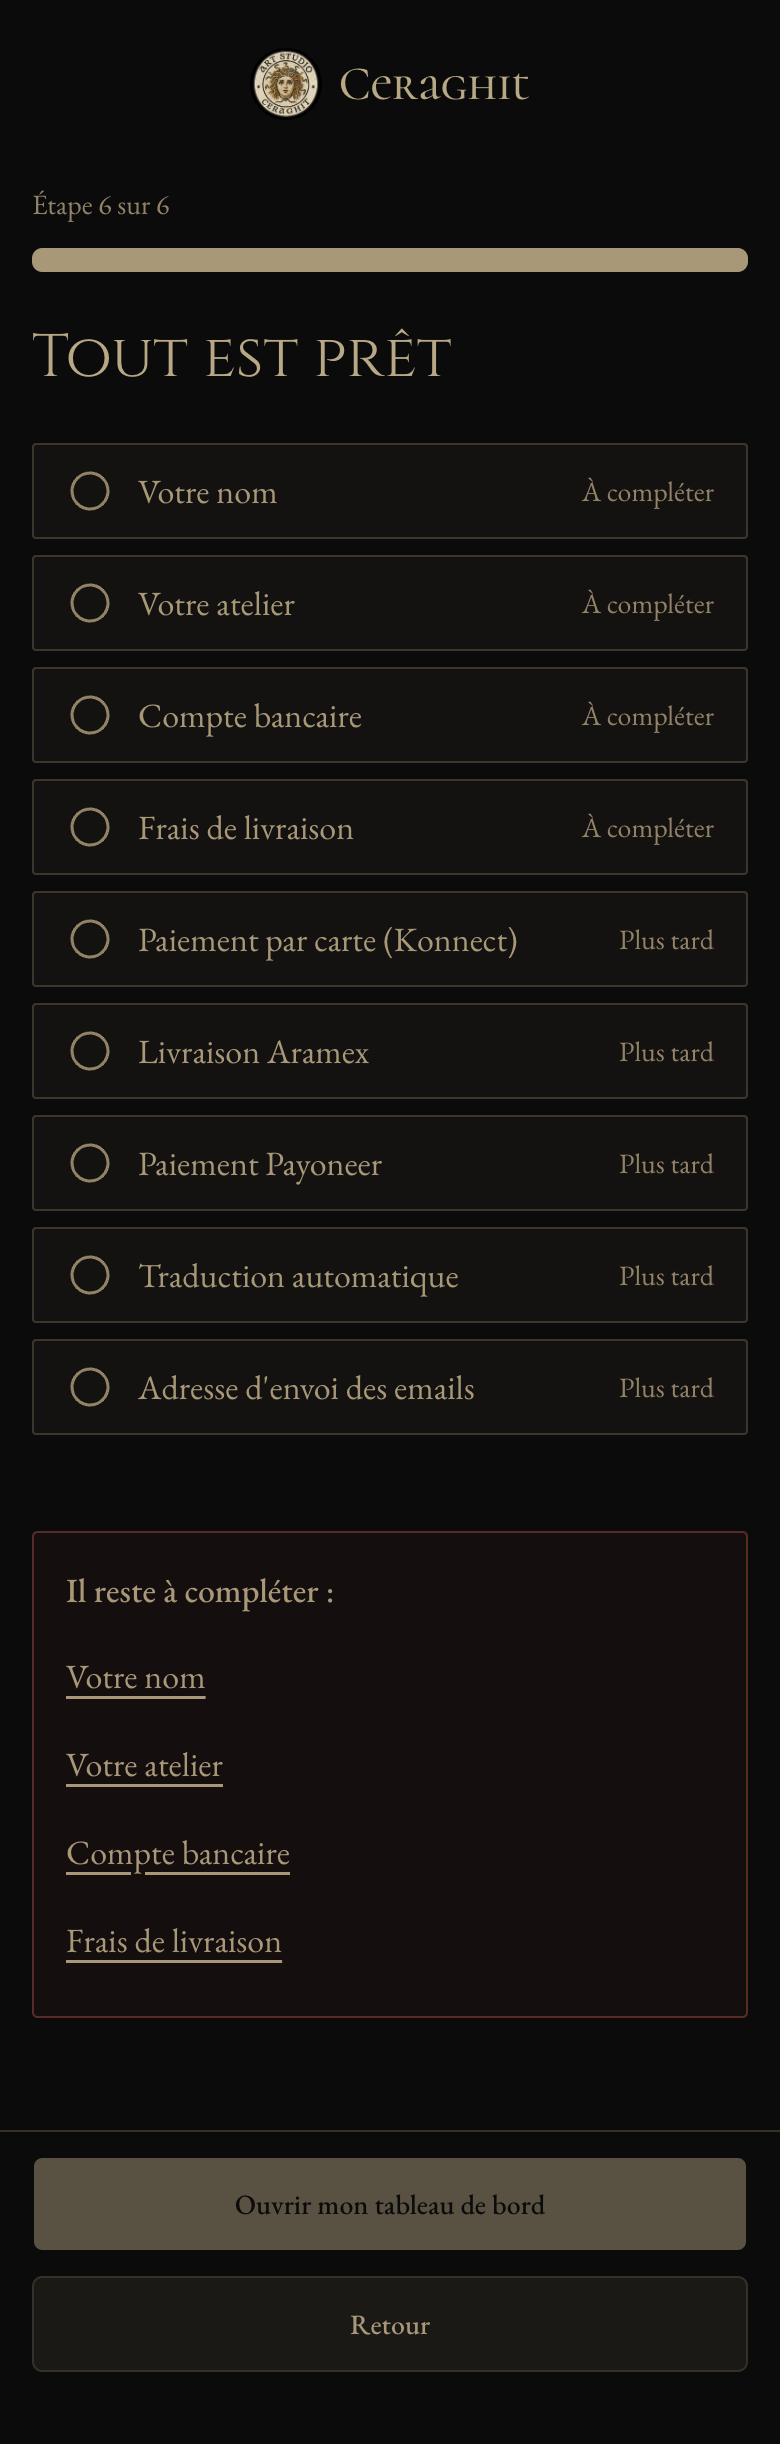 ART STUDIO
CERAGHIT
Ceraghit
Étape 6 sur 6
Tout est prêt
Votre nom À compléter
Votre atelier À compléter
Compte bancaire À compléter
Frais de livraison À compléter
Paiement par carte (Konnect) Plus tard
Livraison Aramex Plus tard
Paiement Payoneer Plus tard
Traduction automatique Plus tard
Adresse d'envoi des emails Plus tard
Il reste à compléter :
Votre nom
Votre atelier
Compte bancaire
Frais de livraison
Ouvrir mon tableau de bord
Retour